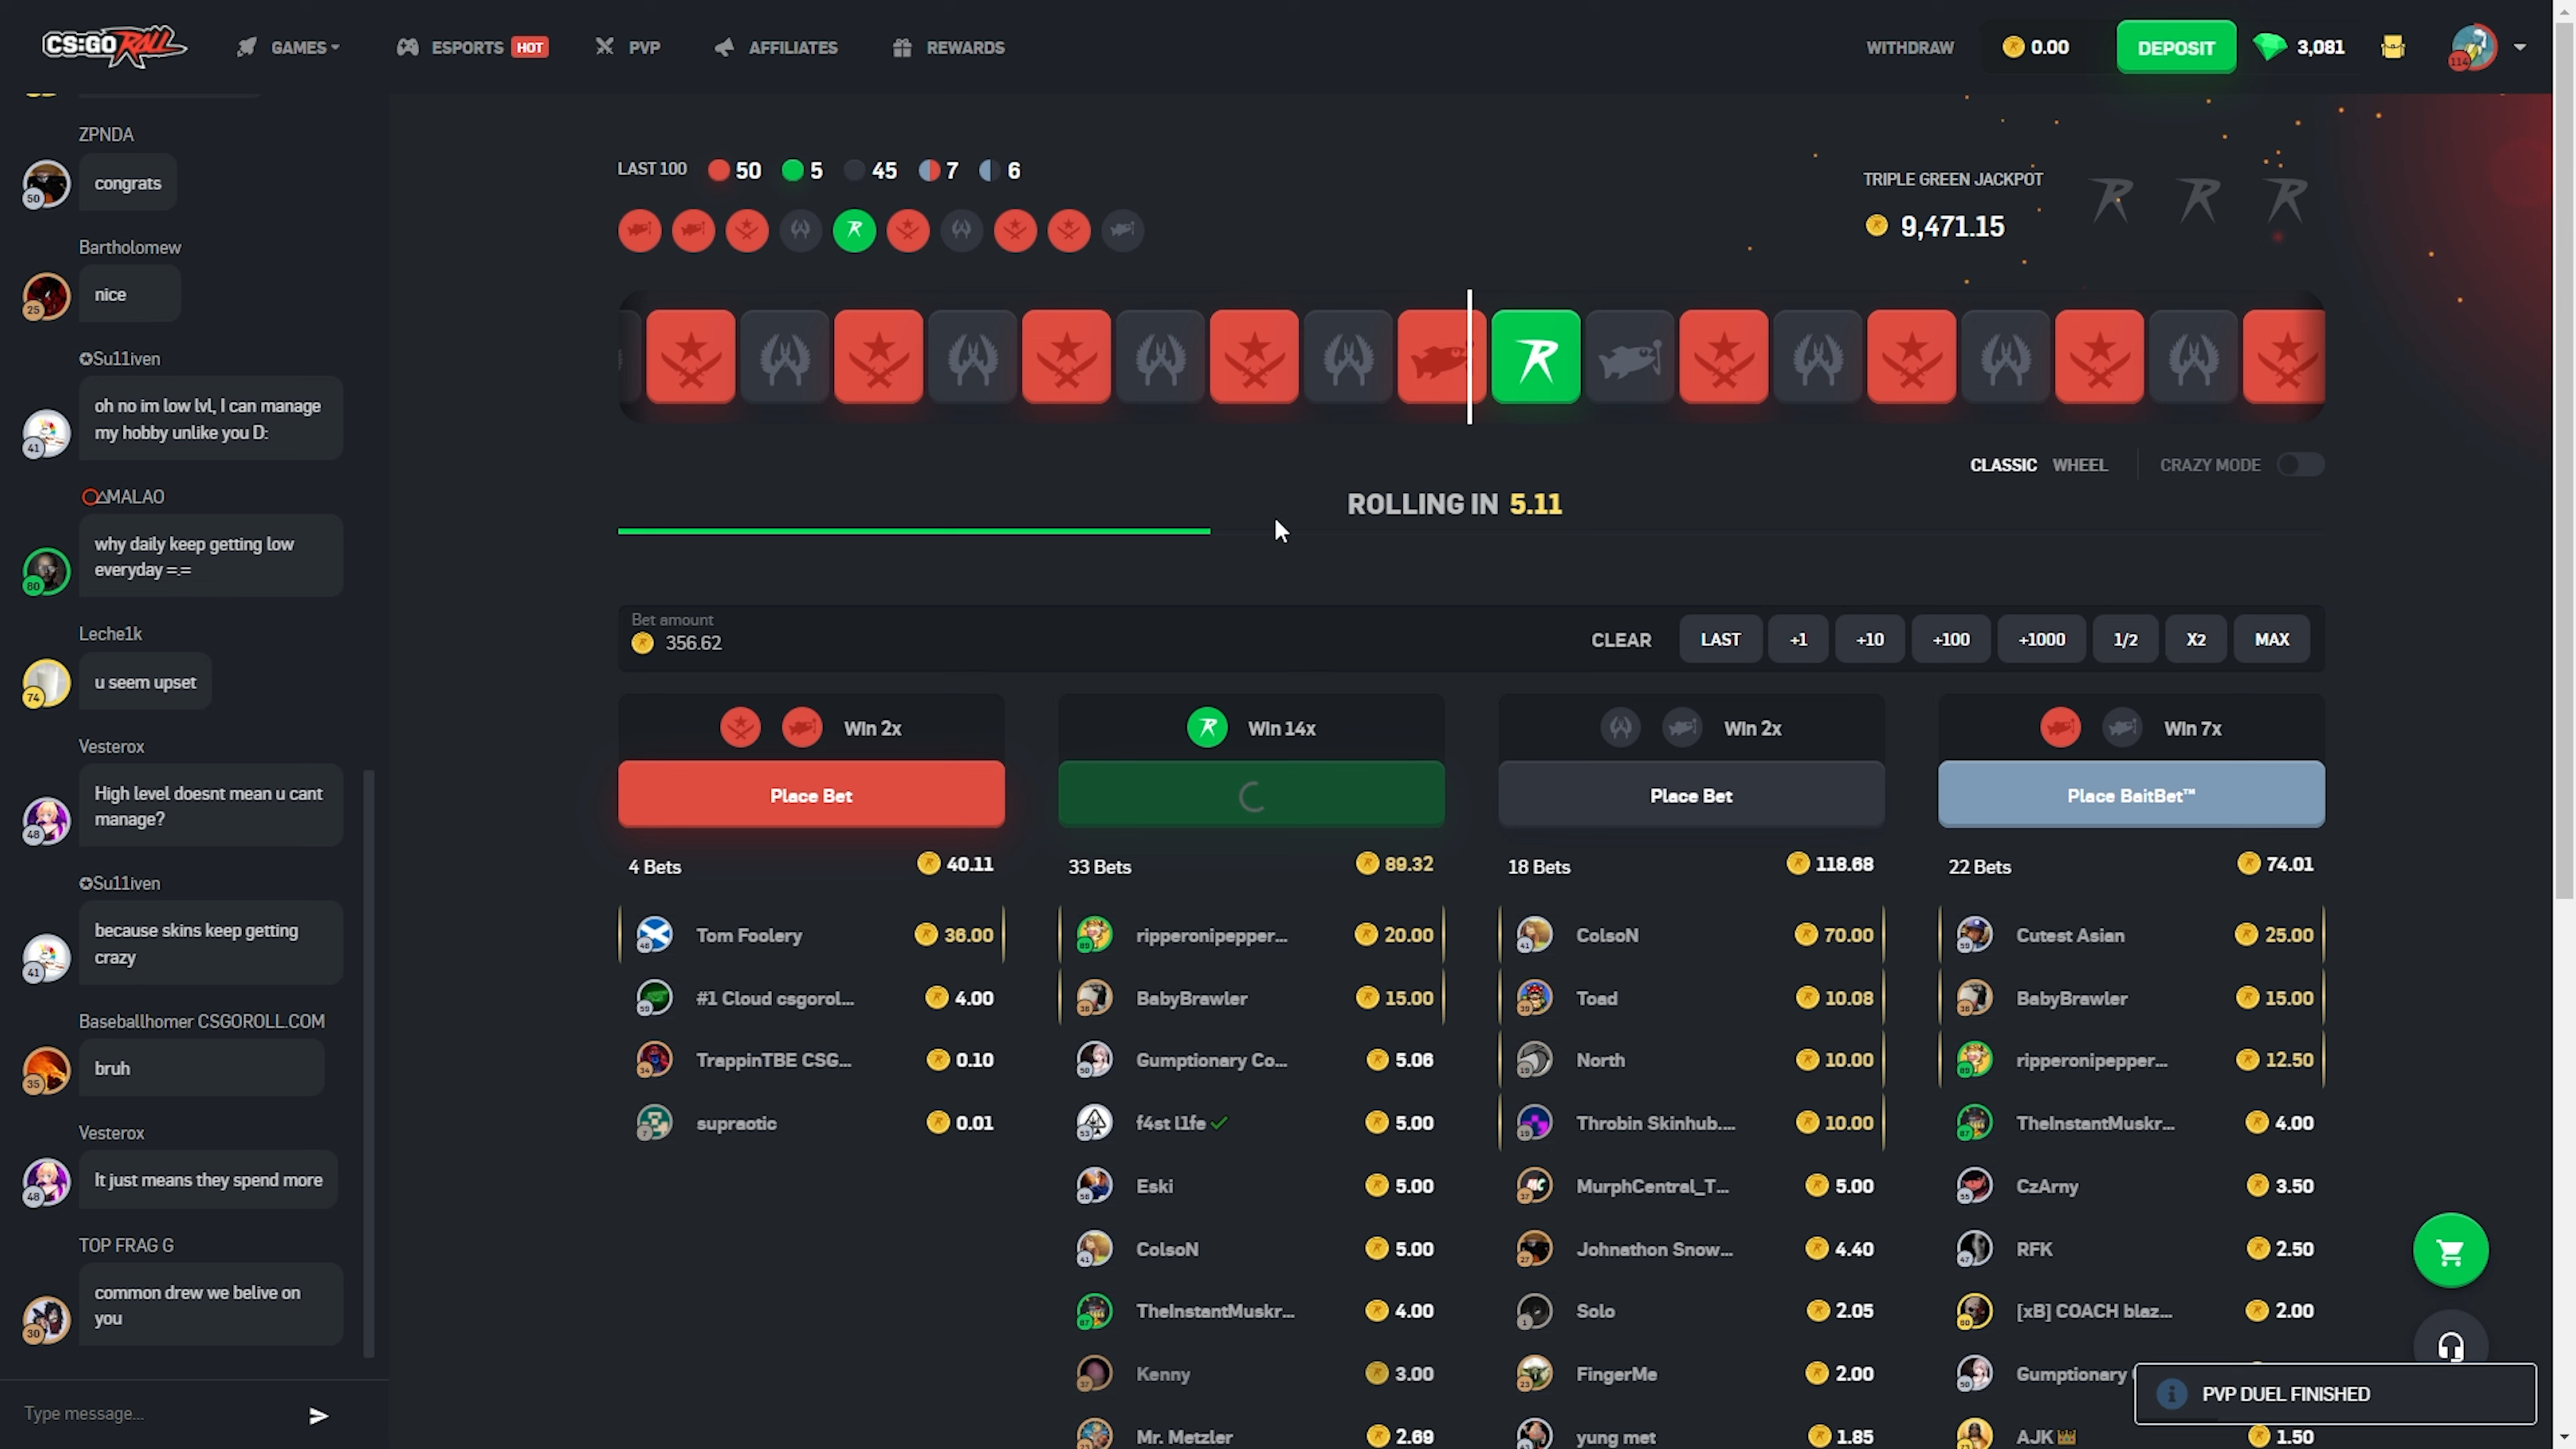 CS:GO ROLL
GAMES
ESPORTS HOT
PVP
AFFILIATES
REWARDS
WITHDRAW
0.00
DEPOSIT
3,081
114
ZPNDA
congrats
50
Bartholomew
nice
25
✪Su11iven
oh no im low lvl, I can manage
my hobby unlike you D:
41
MALAO
why daily keep getting low
everyday =.=
80
Leche1k
u seem upset
74
Vesterox
High level doesnt mean u cant
manage?
48
✪Su11iven
because skins keep getting
crazy
41
Baseballhomer CSGOROLL.COM
bruh
35
Vesterox
It just means they spend more
48
TOP FRAG G
common drew we belive on
you
30
Type message...
LAST 100 50 5 45 7 6
TRIPLE GREEN JACKPOT
9,471.15
CLASSIC WHEEL CRAZY MODE
ROLLING IN 5.11
Bet amount
356.62
CLEAR LAST +1 +10 +100 +1000 1/2 X2 MAX
Win 2x
Place Bet
4 Bets 40.11
Tom Foolery 36.00
#1 Cloud csgorol... 4.00
TrappinTBE CSG... 0.10
supraotic 0.01
Win 14x
33 Bets 89.32
ripperonipepper... 20.00
BabyBrawler 15.00
Gumptionary Co... 5.06
f4st l1fe ✓ 5.00
Eski 5.00
ColsoN 5.00
TheInstantMuskr... 4.00
Kenny 3.00
Mr. Metzler 2.69
Win 2x
Place Bet
18 Bets 118.68
ColsoN 70.00
Toad 10.08
North 10.00
Throbin Skinhub.... 10.00
MurphCentral_T... 5.00
Johnathon Snow... 4.40
Solo 2.05
FingerMe 2.00
yung met 1.85
Win 7x
Place BaitBet™
22 Bets 74.01
Cutest Asian 25.00
BabyBrawler 15.00
ripperonipepper... 12.50
TheInstantMuskr... 4.00
CzArny 3.50
RFK 2.50
[xB] COACH blaz... 2.00
Gumptionary
AJK 1.50
PVP DUEL FINISHED